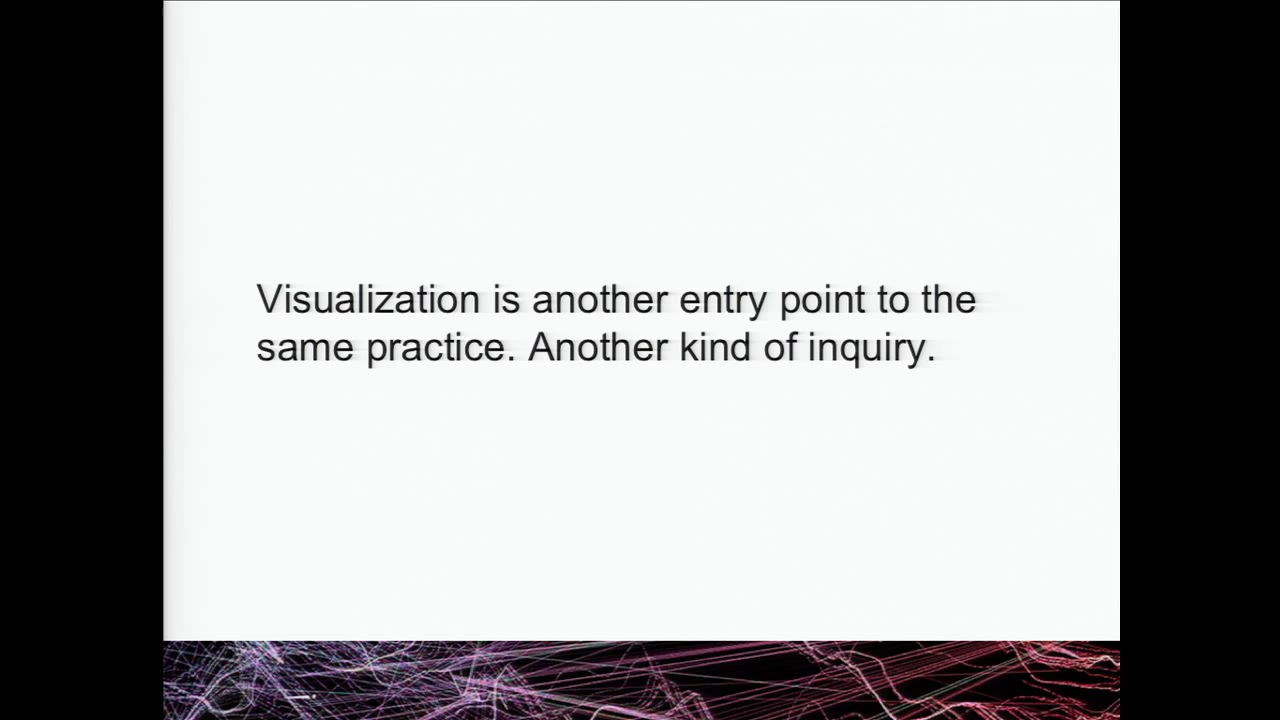 Visualization is another entry point to the
same practice. Another kind of inquiry.